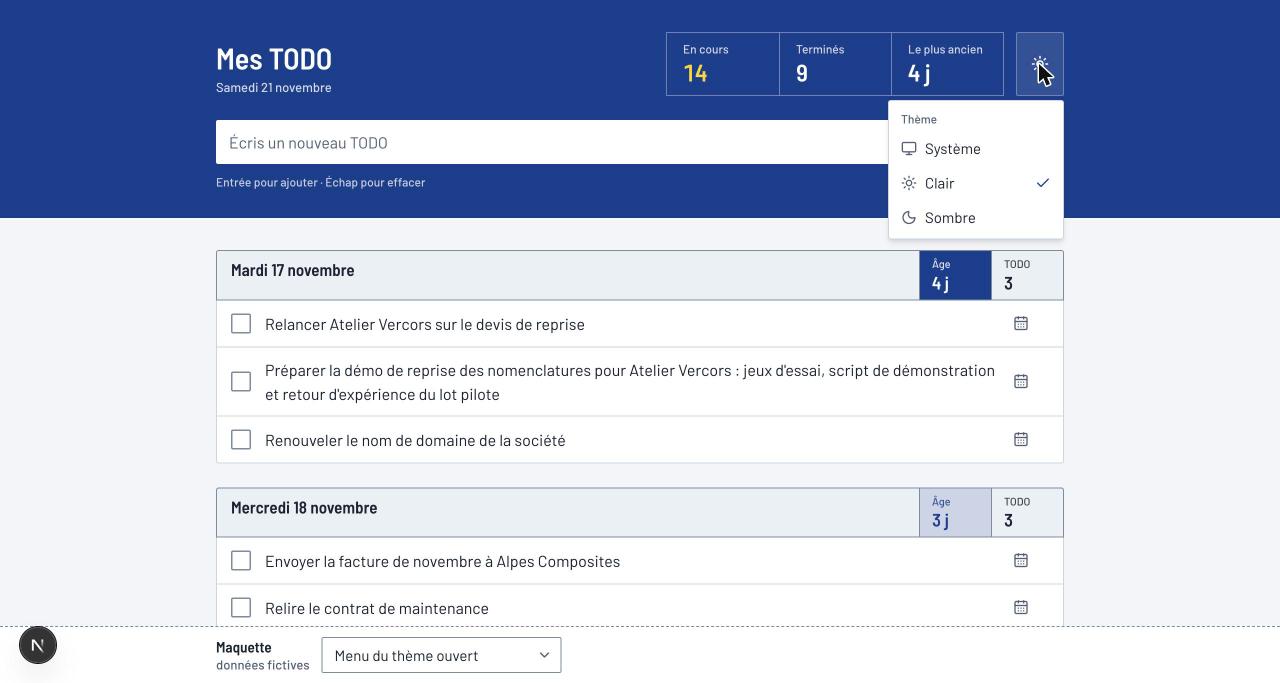 Mes TODO
Samedi 21 novembre
En cours
14
Terminés
9
Le plus ancien
4 j
Écris un nouveau TODO
Entrée pour ajouter · Échap pour effacer
Thème
Système
Clair
Sombre
Mardi 17 novembre
Âge
4 j
TODO
3
Relancer Atelier Vercors sur le devis de reprise
Préparer la démo de reprise des nomenclatures pour Atelier Vercors : jeux d'essai, script de démonstration
et retour d'expérience du lot pilote
Renouveler le nom de domaine de la société
Mercredi 18 novembre
Âge
3 j
TODO
3
Envoyer la facture de novembre à Alpes Composites
Relire le contrat de maintenance
N
Maquette
données fictives
Menu du thème ouvert